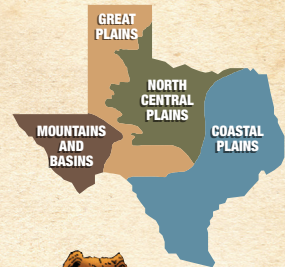 GREAT
PLAINS
NORTH
CENTRAL
PLAINS
MOUNTAINS
AND
BASINS
COASTAL
PLAINS